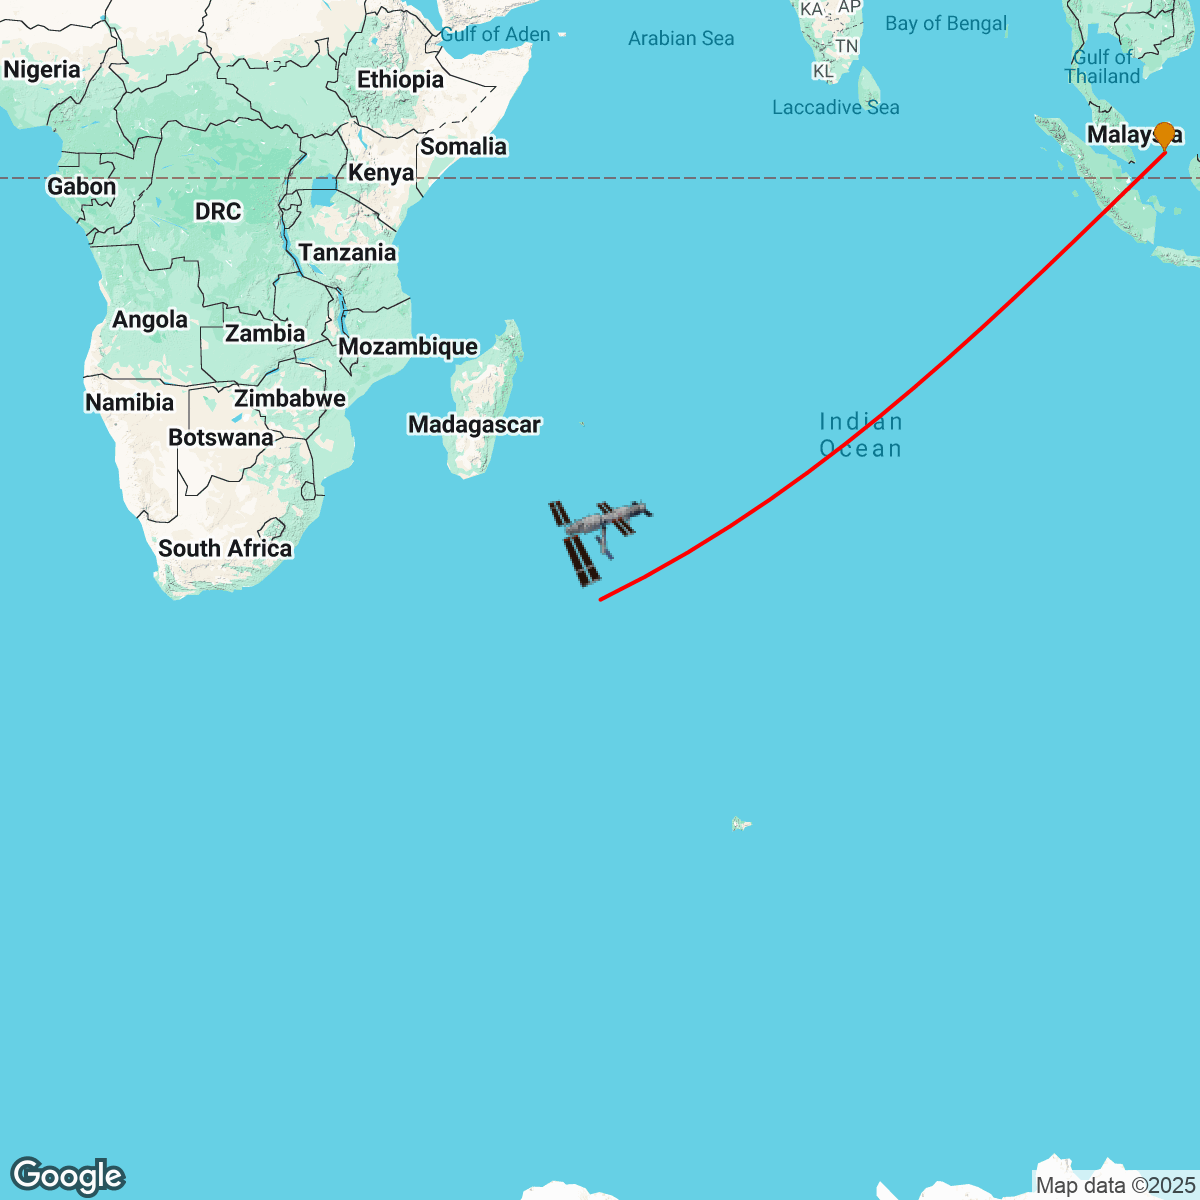 KA
AP
Gulf of Aden
Arabian Sea
Bay of Bengal
TN
Nigeria
KL
Ethiopia
Gulf of
Thailand
Laccadive Sea
Malaysia
Somalia
Kenya
Gabon
DRC
Tanzania
Angola
Zambia
Mozambique
Namibia
Zimbabwe
Madagascar
Botswana
Indian
Ocean
South Africa
Google
Map data ©2025